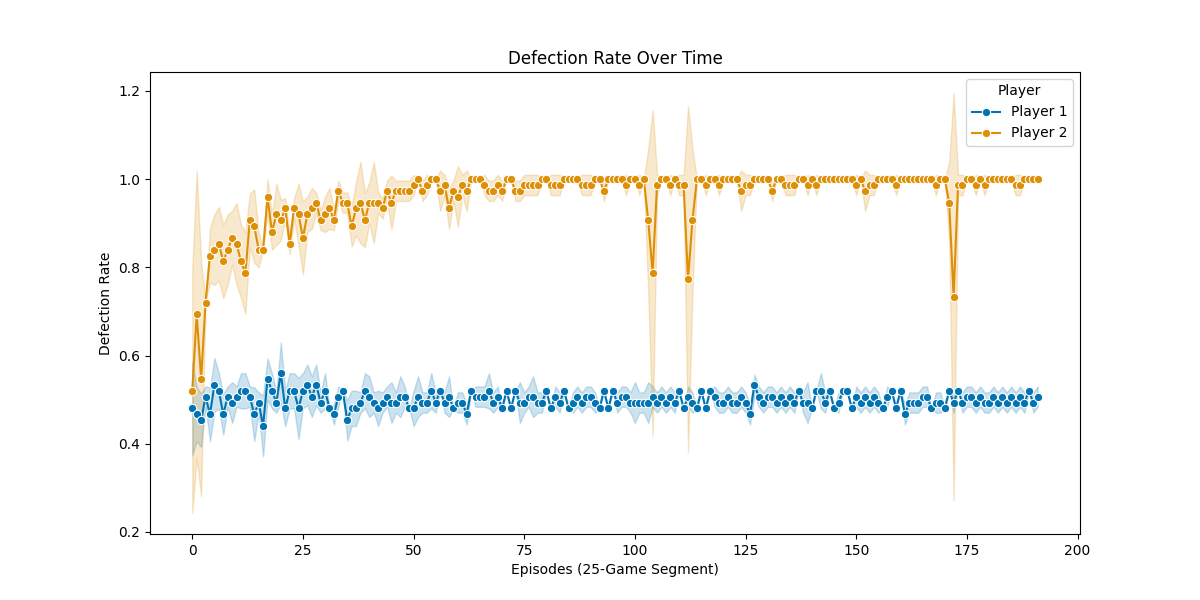 Defection Rate Over Time
Player
Player 1
Player 2
Defection Rate
1.2
1.0
0.8
0.6
0.4
0.2
0
25
50
75
100
125
150
175
200
Episodes (25-Game Segment)